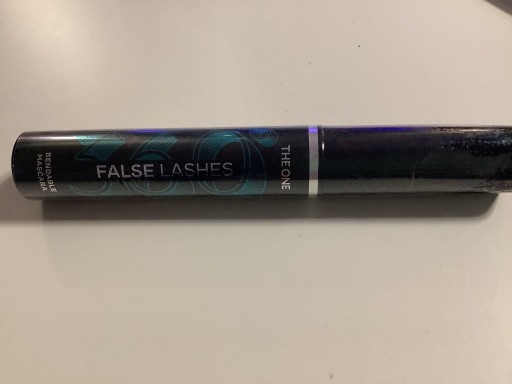 360°
FALSE LASHES
THE ONE
BENDABLE
MASCARA